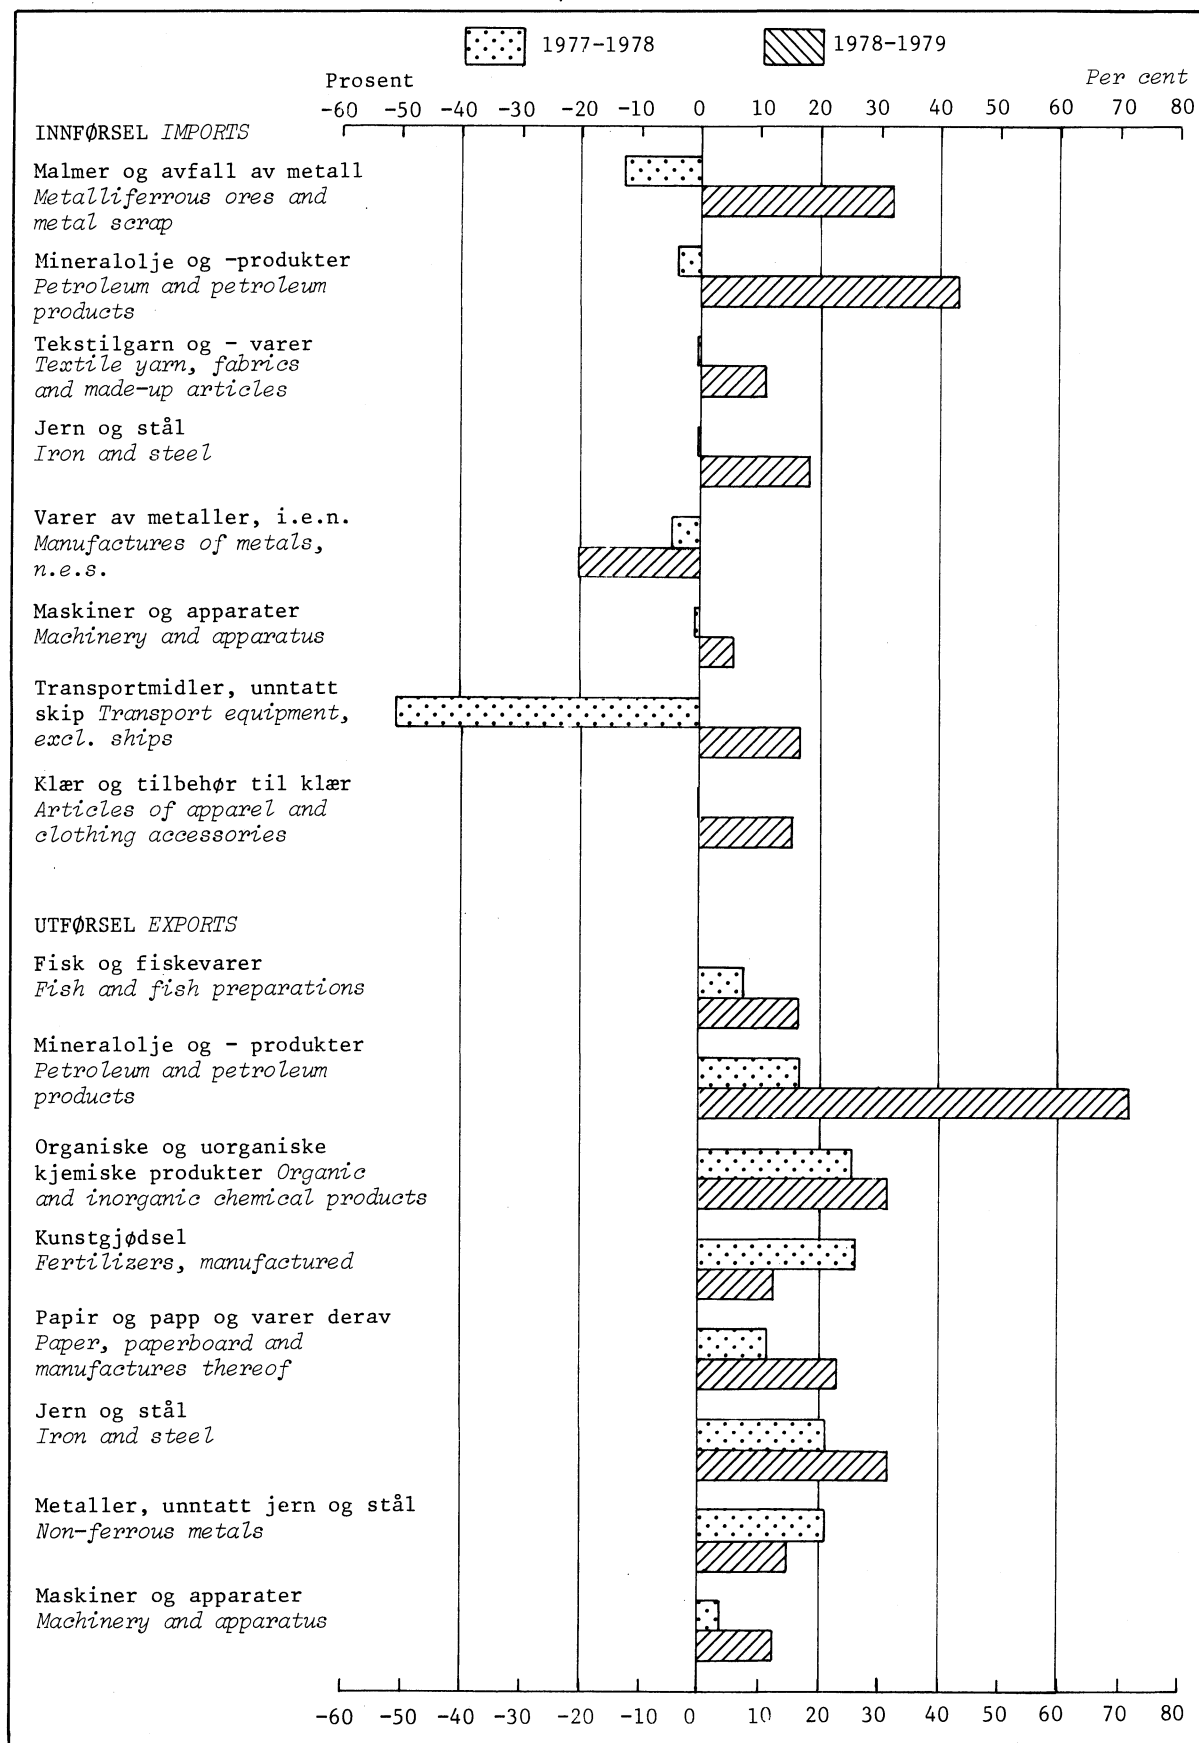 1977-1978 1978-1979
Prosent Per cent
-60 -50 -40 -30 -20 -10 0 10 20 30 40 50 60 70 80
INNFØRSEL IMPORTS
Malmer og avfall av metall
Metalliferrous ores and
metal scrap
Mineralolje og -produkter
Petroleum and petroleum
products
Tekstilgarn og - varer
Textile yarn, fabrics
and made-up articles
Jern og stål
Iron and steel
Varer av metaller, i.e.n.
Manufactures of metals,
n.e.s.
Maskiner og apparater
Machinery and apparatus
Transportmidler, unntatt
skip Transport equipment,
excl. ships
Klær og tilbehør til klær
Articles of apparel and
clothing accessories
UTFØRSEL EXPORTS
Fisk og fiskevarer
Fish and fish preparations
Mineralolje og - produkter
Petroleum and petroleum
products
Organiske og uorganiske
kjemiske produkter Organic
and inorganic chemical products
Kunstgjødsel
Fertilizers, manufactured
Papir og papp og varer derav
Paper, paperboard and
manufactures thereof
Jern og stål
Iron and steel
Metaller, unntatt jern og stål
Non-ferrous metals
Maskiner og apparater
Machinery and apparatus
-60 -50 -40 -30 -20 -10 0 10 20 30 40 50 60 70 80